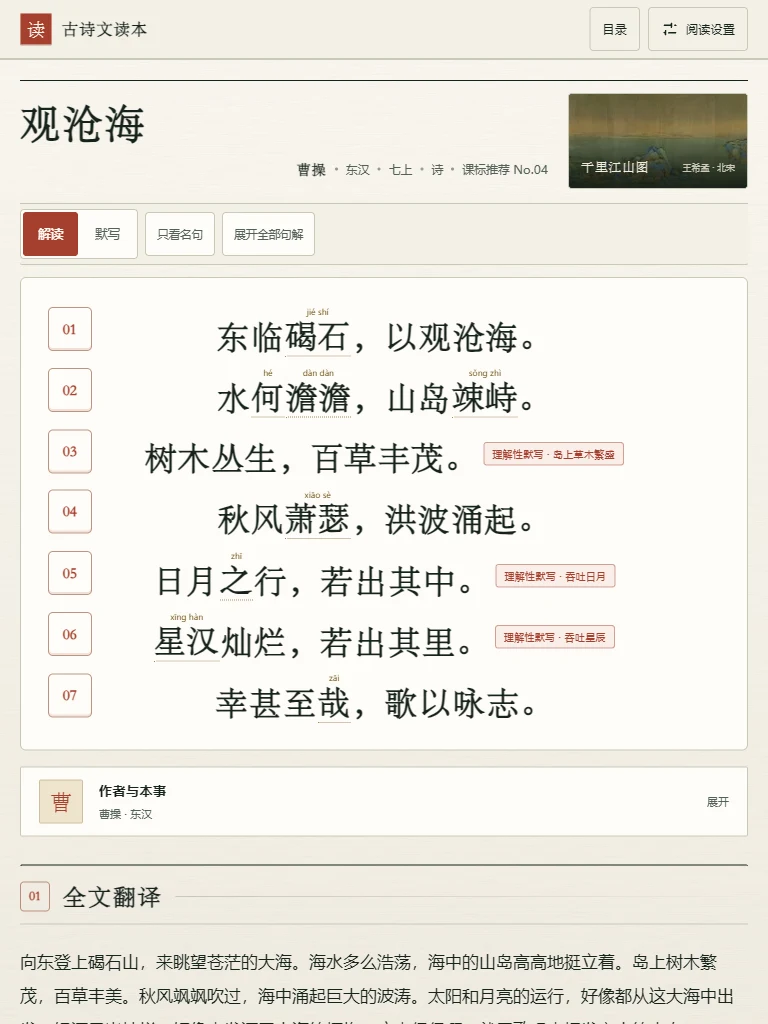 读 古诗文读本 目录 阅读设置
观沧海
曹操 · 东汉 · 七上 · 诗 · 课标推荐 No.04
千里江山图 王希孟 · 北宋
解读 默写 只看名句 展开全部句解
jié shí
01 东临碣石，以观沧海。
hé dàn dàn sǒng zhì
02 水何澹澹，山岛竦峙。
03 树木丛生，百草丰茂。 理解性默写 · 岛上草木繁盛
xiāo sè
04 秋风萧瑟，洪波涌起。
zhī
05 日月之行，若出其中。 理解性默写 · 吞吐日月
xīng hàn
06 星汉灿烂，若出其里。 理解性默写 · 吞吐星辰
zāi
07 幸甚至哉，歌以咏志。
曹 作者与本事
曹操 · 东汉
展开
01 全文翻译
向东登上碣石山，来眺望苍茫的大海。海水多么浩荡，海中的山岛高高地挺立着。岛上树木繁
茂，百草丰美。秋风飒飒吹过，海中涌起巨大的波涛。太阳和月亮的运行，好像都从这大海中出